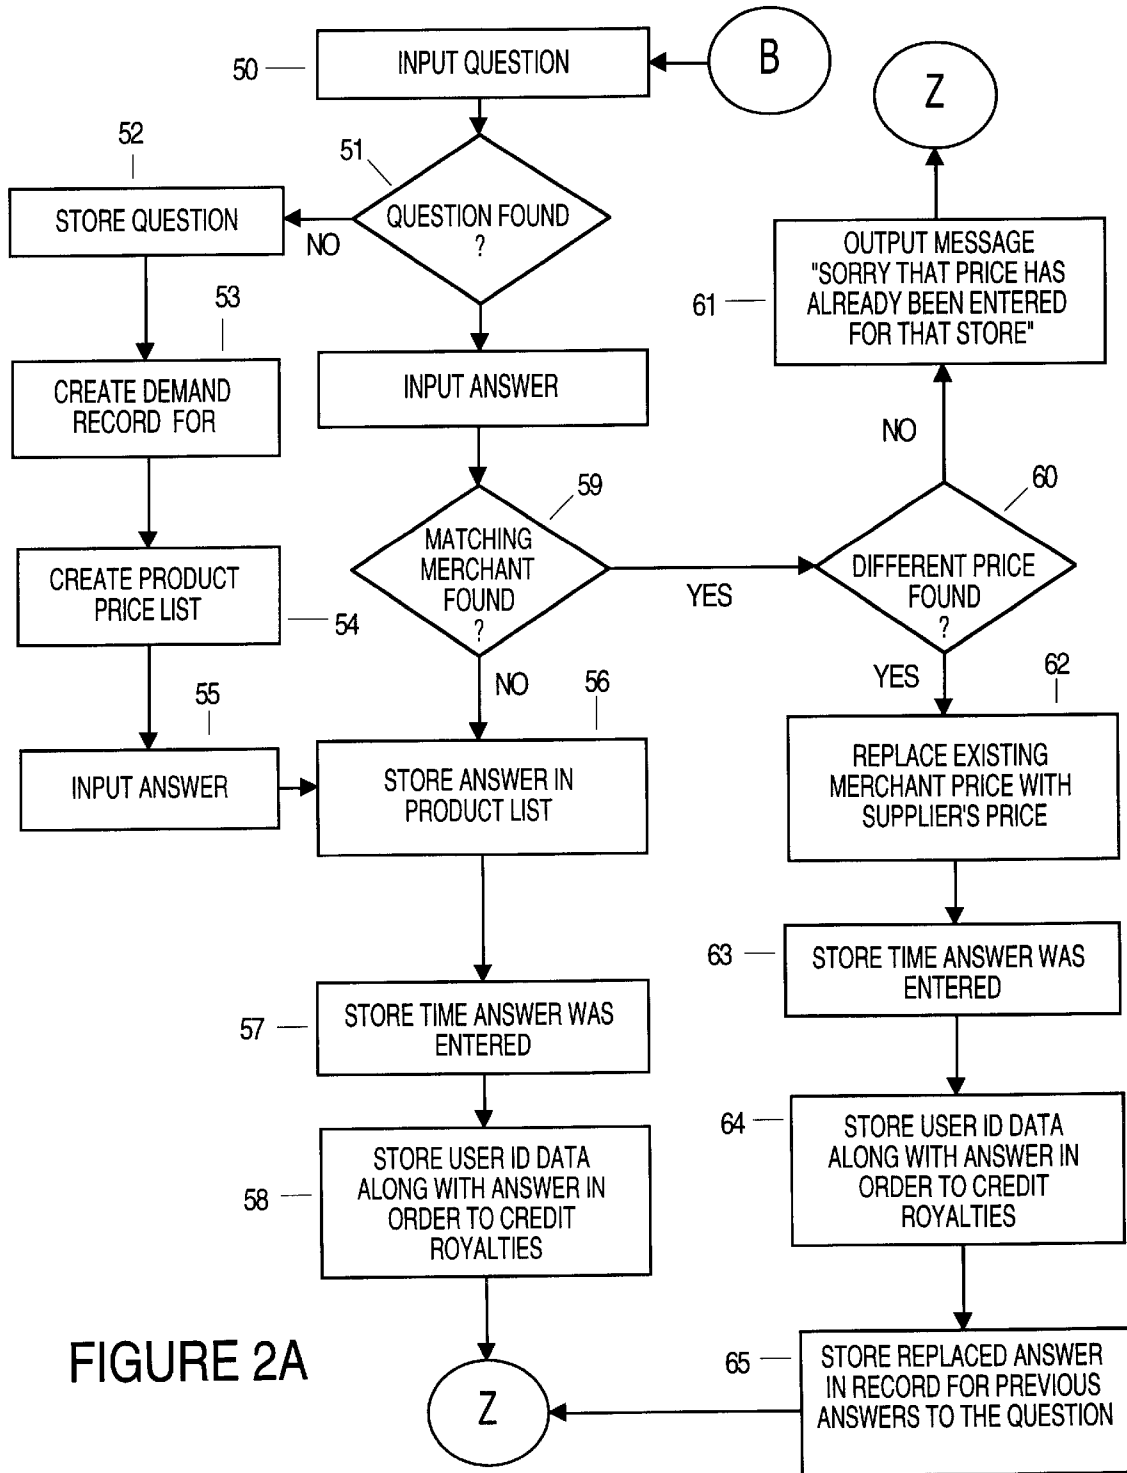 50
INPUT QUESTION
B
Z
52
51
STORE QUESTION
NO
QUESTION FOUND
?
OUTPUT MESSAGE
"SORRY THAT PRICE HAS
ALREADY BEEN ENTERED
FOR THAT STORE"
61
53
CREATE DEMAND
RECORD FOR
INPUT ANSWER
NO
59
60
MATCHING
MERCHANT
FOUND
?
YES
DIFFERENT PRICE
FOUND
?
CREATE PRODUCT
PRICE LIST
54
NO
YES
55
56
62
INPUT ANSWER
STORE ANSWER IN
PRODUCT LIST
REPLACE EXISTING
MERCHANT PRICE WITH
SUPPLIER'S PRICE
63
STORE TIME ANSWER WAS
ENTERED
57
STORE TIME ANSWER WAS
ENTERED
64
STORE USER ID DATA
ALONG WITH ANSWER IN
ORDER TO CREDIT
ROYALTIES
58
STORE USER ID DATA
ALONG WITH ANSWER IN
ORDER TO CREDIT
ROYALTIES
FIGURE 2A
65
STORE REPLACED ANSWER
IN RECORD FOR PREVIOUS
ANSWERS TO THE QUESTION
Z